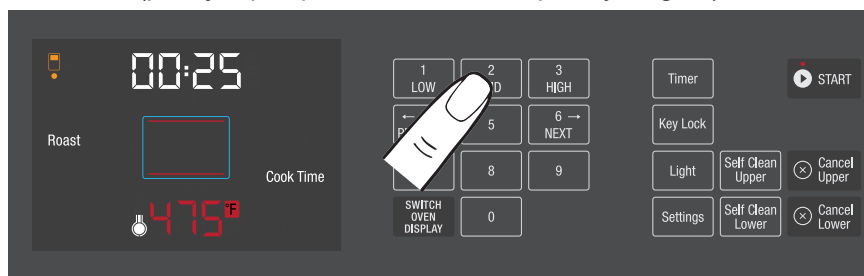 00:25
Roast
Cook Time
475°F
1
LOW
2
3
HIGH
←
5
6 →
NEXT
8
9
SWITCH
OVEN
DISPLAY
0
Timer
START
Key Lock
Light
Self Clean
Upper
Cancel
Upper
Settings
Self Clean
Lower
Cancel
Lower